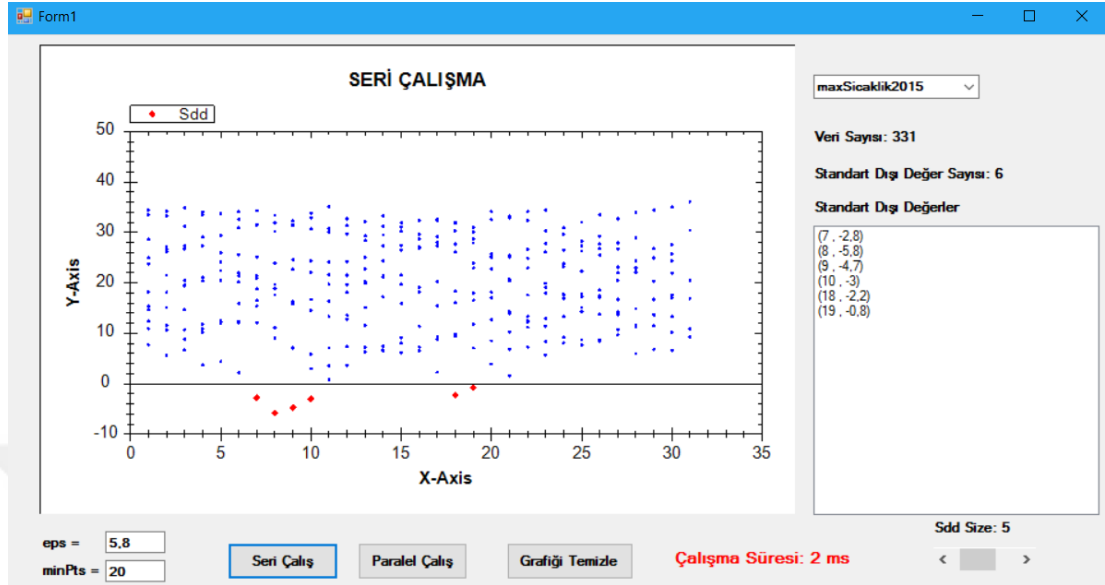 Form1
SERİ ÇALIŞMA
Sdd
50
40
30
20
10
0
-10
Y-Axis
0 5 10 15 20 25 30 35
X-Axis
maxSicaklik2015
Veri Sayısı: 331
Standart Dışı Değer Sayısı: 6
Standart Dışı Değerler
(7 , -2,8)
(8 , -5,8)
(9 , -4,7)
(10 , -3)
(18 , -2,2)
(19 , -0,8)
Sdd Size: 5
eps = 5,8
minPts = 20
Seri Çalış
Paralel Çalış
Grafiği Temizle
Çalışma Süresi: 2 ms